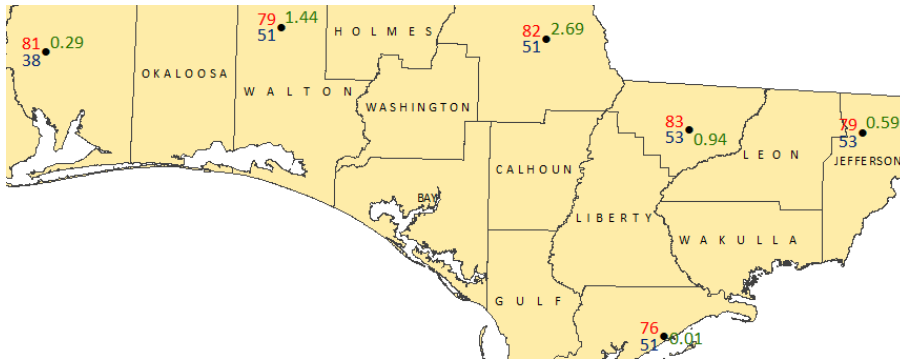 79 1.44
51
HOLMES
82 2.69
51
81 0.29
38
OKALOOSA
WALTON
WASHINGTON
83
53 0.94
79 0.59
53
LEON
JEFFERSON
CALHOUN
BAY
LIBERTY
WAKULLA
GULF
76
51 0.01